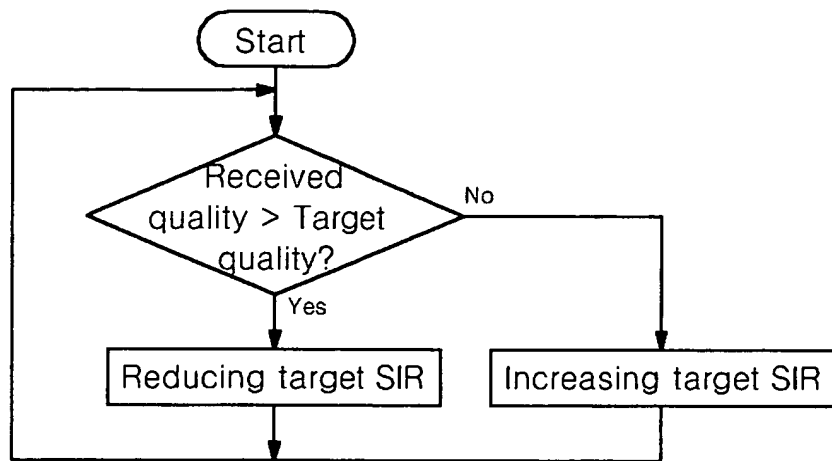 Start
Received
quality > Target
quality?
No
Yes
Reducing target SIR
Increasing target SIR